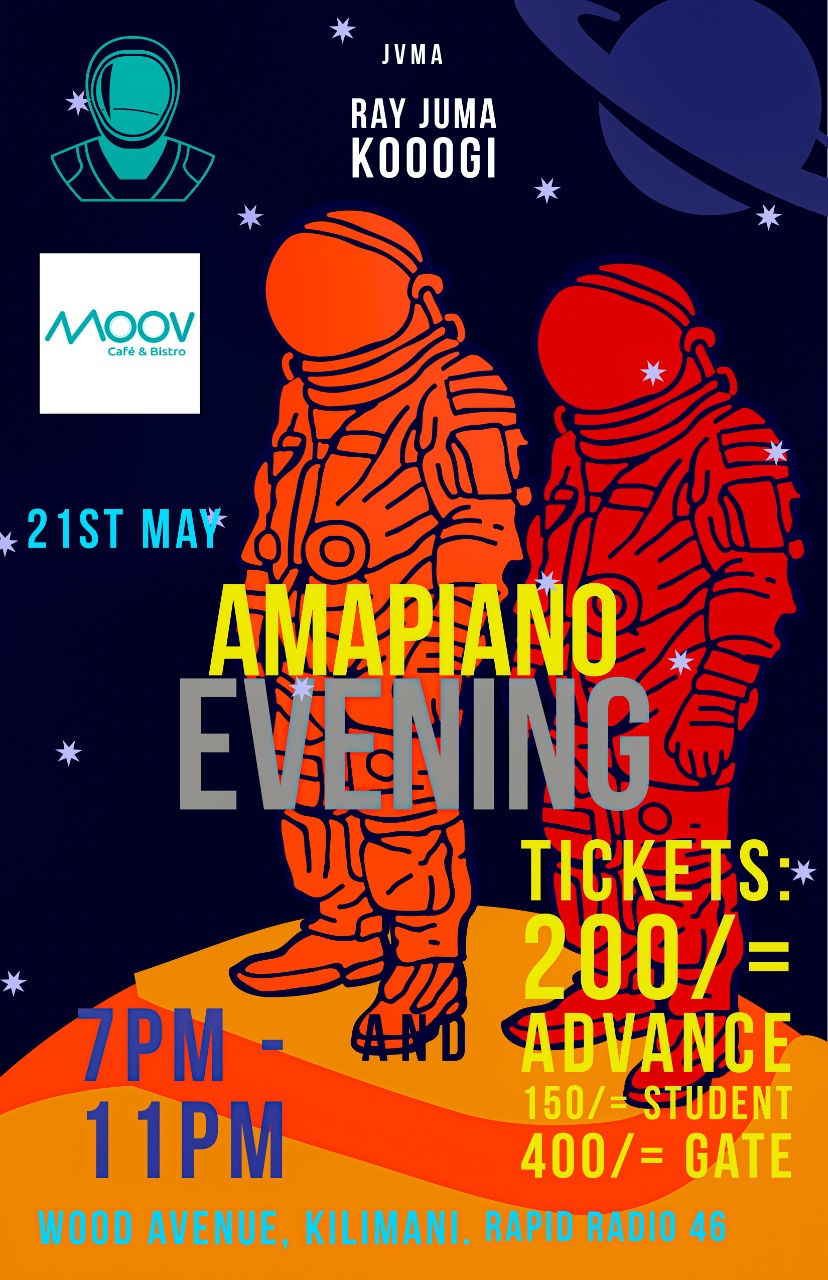 JVMA
RAY JUMA
KOOOGI
MOOV
Café & Bistro
21ST MAY
AMAPIANO
EVENING
TICKETS:
200/=
ADVANCE
150/= STUDENT
400/= GATE
7PM -
11PM
AND
WOOD AVENUE, KILIMANI. RAPID RADIO 46